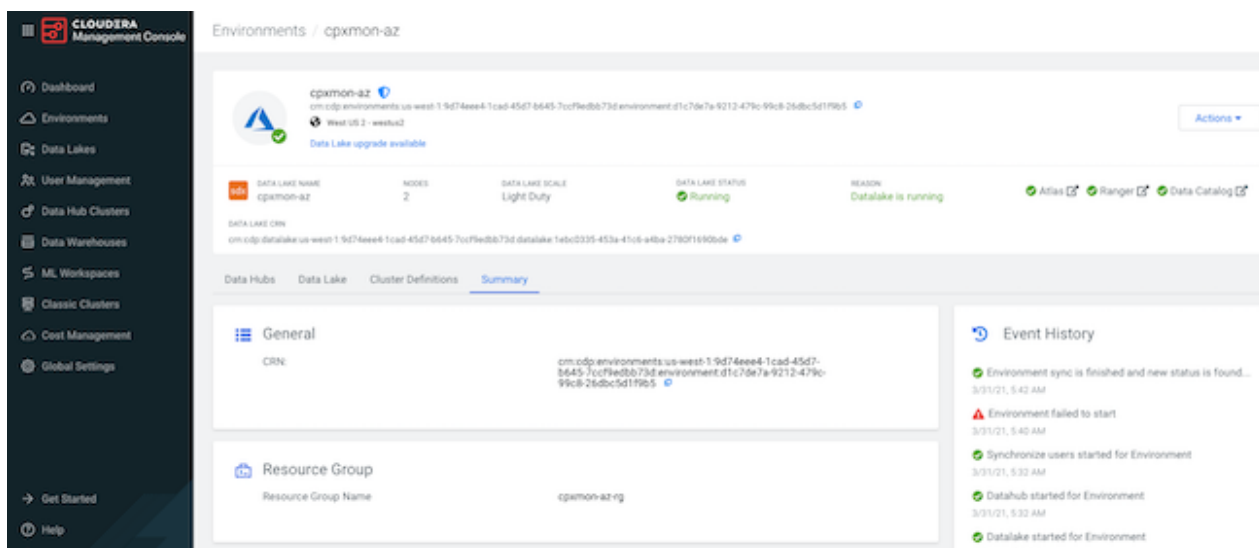 CLOUDERA
Management Console
Dashboard
Environments
Data Lakes
User Management
Data Hub Clusters
Data Warehouses
ML Workspaces
Classic Clusters
Cost Management
Global Settings
Get Started
Help
Environments / cpxmon-az
cpxmon-az
crn:cdp:environments:us-west-1:9d74eee4-1cad-45d7-b645-7ccf9edbb73d:environment:d1c7de7a-9212-479c-99c8-26dbc5d1f9b5
West US 2 - westus2
Data Lake upgrade available
Actions
sdx
DATA LAKE NAME
cpxmon-az
NODES
2
DATA LAKE SCALE
Light Duty
DATA LAKE STATUS
Running
REASON
Datalake is running
Atlas Ranger Data Catalog
DATA LAKE CRN
crn:cdp:datalake:us-west-1:9d74eee4-1cad-45d7-b645-7ccf9edbb73d:datalake:1ebc0335-453a-41c6-a4ba-2780f1690bde
Data Hubs Data Lake Cluster Definitions Summary
General
CRN:
crn:cdp:environments:us-west-1:9d74eee4-1cad-45d7-
b645-7ccf9edbb73d:environment:d1c7de7a-9212-479c-
99c8-26dbc5d1f9b5
Resource Group
Resource Group Name
cpxmon-az-rg
Event History
Environment sync is finished and new status is found...
3/31/21, 5:42 AM
Environment failed to start
3/31/21, 5:40 AM
Synchronize users started for Environment
3/31/21, 5:32 AM
Datahub started for Environment
3/31/21, 5:32 AM
Datalake started for Environment